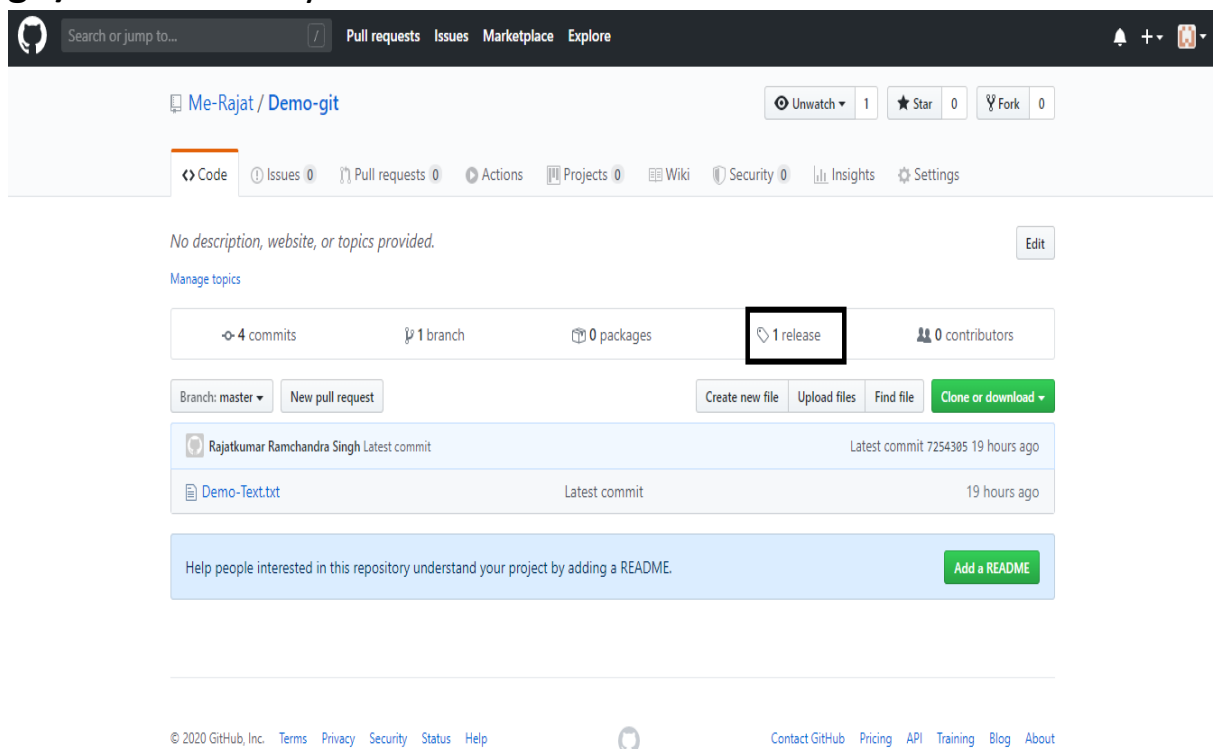 Search or jump to... / Pull requests Issues Marketplace Explore
Me-Rajat / Demo-git Unwatch 1 Star 0 Fork 0
Code Issues 0 Pull requests 0 Actions Projects 0 Wiki Security 0 Insights Settings
No description, website, or topics provided. Edit
Manage topics
4 commits 1 branch 0 packages 1 release 0 contributors
Branch: master New pull request Create new file Upload files Find file Clone or download
Rajatkumar Ramchandra Singh Latest commit Latest commit 7254305 19 hours ago
Demo-Text.txt Latest commit 19 hours ago
Help people interested in this repository understand your project by adding a README. Add a README
© 2020 GitHub, Inc. Terms Privacy Security Status Help Contact GitHub Pricing API Training Blog About